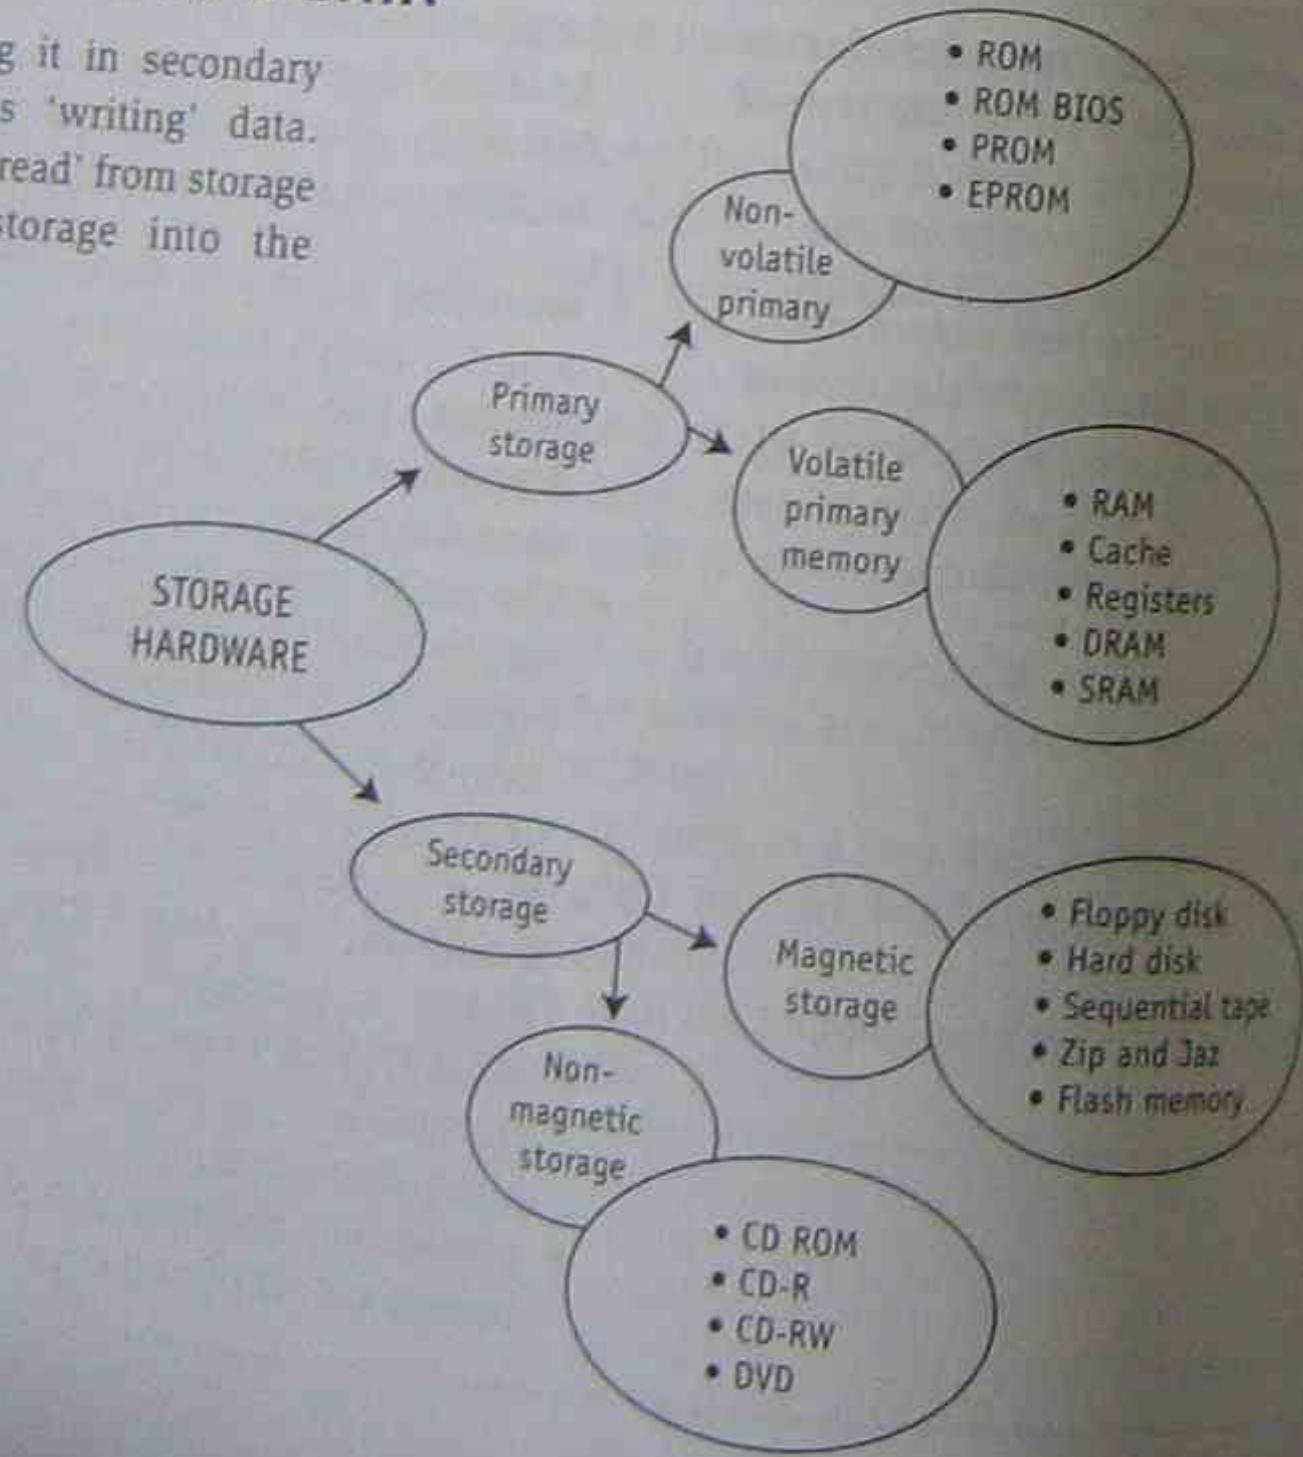 g it in secondary
s 'writing' data.
read' from storage
storage into the
• ROM
• ROM BIOS
• PROM
• EPROM
Non-
volatile
primary
Primary
storage
Volatile
primary
memory
• RAM
• Cache
• Registers
• DRAM
• SRAM
STORAGE
HARDWARE
Secondary
storage
Magnetic
storage
• Floppy disk
• Hard disk
• Sequential tape
• Zip and Jaz
• Flash memory
Non-
magnetic
storage
• CD ROM
• CD-R
• CD-RW
• DVD